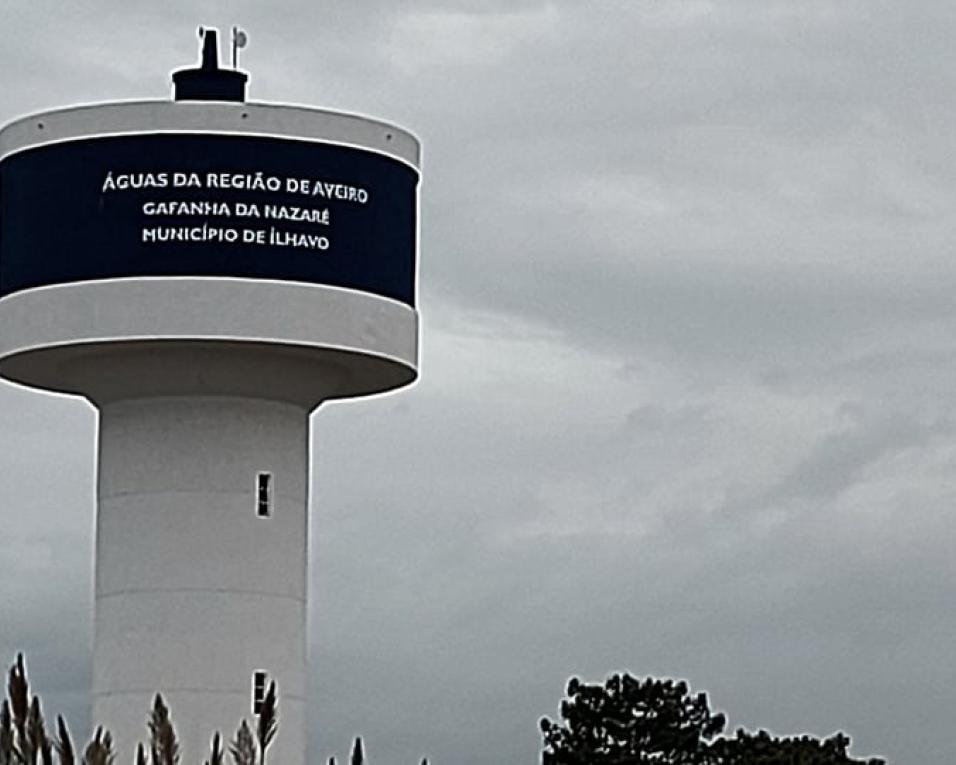 ÁGUAS DA REGIÃO DE AVEIRO
GAFANHA DA NAZARÉ
MUNICÍPIO DE ÍLHAVO